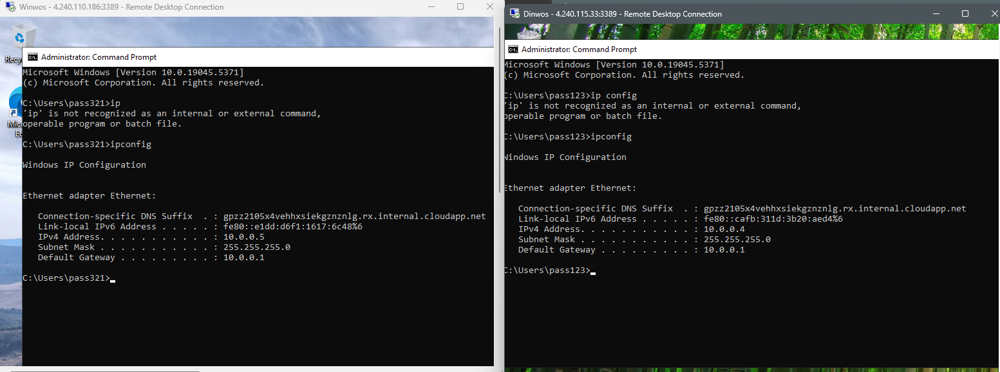 Winwos - 4.240.110.186:3389 - Remote Desktop Connection
Administrator: Command Prompt
Microsoft Windows [Version 10.0.19045.5371]
(c) Microsoft Corporation. All rights reserved.
C:\Users\pass321>ip
'ip' is not recognized as an internal or external command,
operable program or batch file.
C:\Users\pass321>ipconfig
Windows IP Configuration
Ethernet adapter Ethernet:
Connection-specific DNS Suffix  . : gpzz2105x4vehhxsiekgznznlg.rx.internal.cloudapp.net
Link-local IPv6 Address . . . . . : fe80::e1dd:d6f1:1617:6c48%6
IPv4 Address. . . . . . . . . . . : 10.0.0.5
Subnet Mask . . . . . . . . . . . : 255.255.255.0
Default Gateway . . . . . . . . . : 10.0.0.1
C:\Users\pass321>
Dinwos - 4.240.115.33:3389 - Remote Desktop Connection
Administrator: Command Prompt
Microsoft Windows [Version 10.0.19045.5371]
(c) Microsoft Corporation. All rights reserved.
C:\Users\pass123>ip config
'ip' is not recognized as an internal or external command,
operable program or batch file.
C:\Users\pass123>ipconfig
Windows IP Configuration
Ethernet adapter Ethernet:
Connection-specific DNS Suffix  . : gpzz2105x4vehhxsiekgznznlg.rx.internal.cloudapp.net
Link-local IPv6 Address . . . . . : fe80::cafb:311d:3b20:aed4%6
IPv4 Address. . . . . . . . . . . : 10.0.0.4
Subnet Mask . . . . . . . . . . . : 255.255.255.0
Default Gateway . . . . . . . . . : 10.0.0.1
C:\Users\pass123>